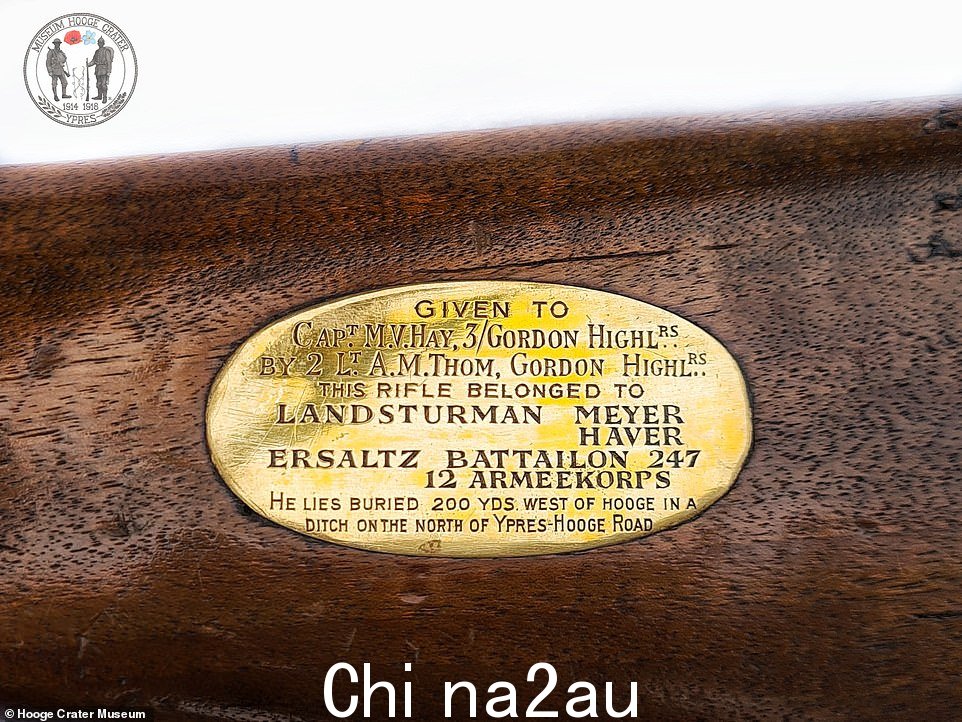 MUSEUM HOOGE CRATER
1914 1918
YPRES
GIVEN TO
CAPT. M.V.HAY, 3/GORDON HIGHLRS.
BY 2 LT. A.M.THOM, GORDON HIGHLRS.
THIS RIFLE BELONGED TO
LANDSTURMAN MEYER
HAVER
ERSALTZ BATTAILON 247
12 ARMEEKORPS
HE LIES BURIED 200 YDS. WEST OF HOOGE IN A
DITCH ON THE NORTH OF YPRES-HOOGE ROAD
China2au
© Hooge Crater Museum